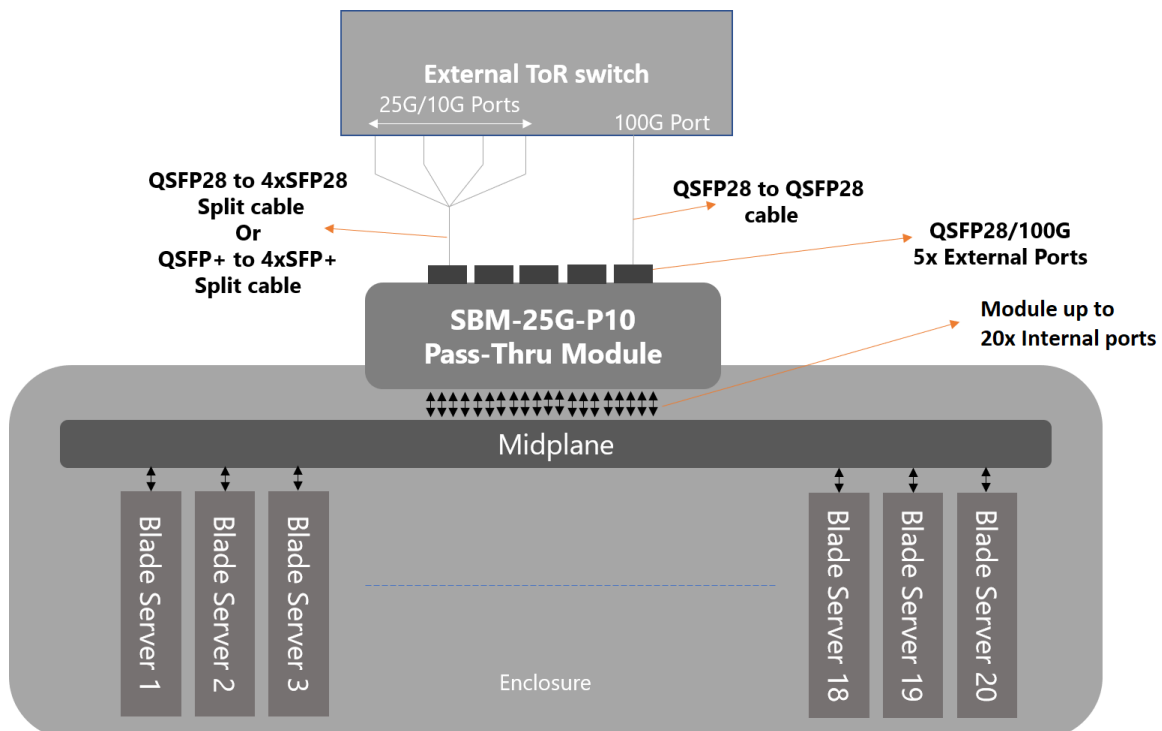 External ToR switch
25G/10G Ports
100G Port
QSFP28 to 4xSFP28
Split cable
Or
QSFP+ to 4xSFP+
Split cable
QSFP28 to QSFP28
cable
QSFP28/100G
5x External Ports
SBM-25G-P10
Pass-Thru Module
Module up to
20x Internal ports
Midplane
Blade Server 1
Blade Server 2
Blade Server 3
Blade Server 18
Blade Server 19
Blade Server 20
Enclosure